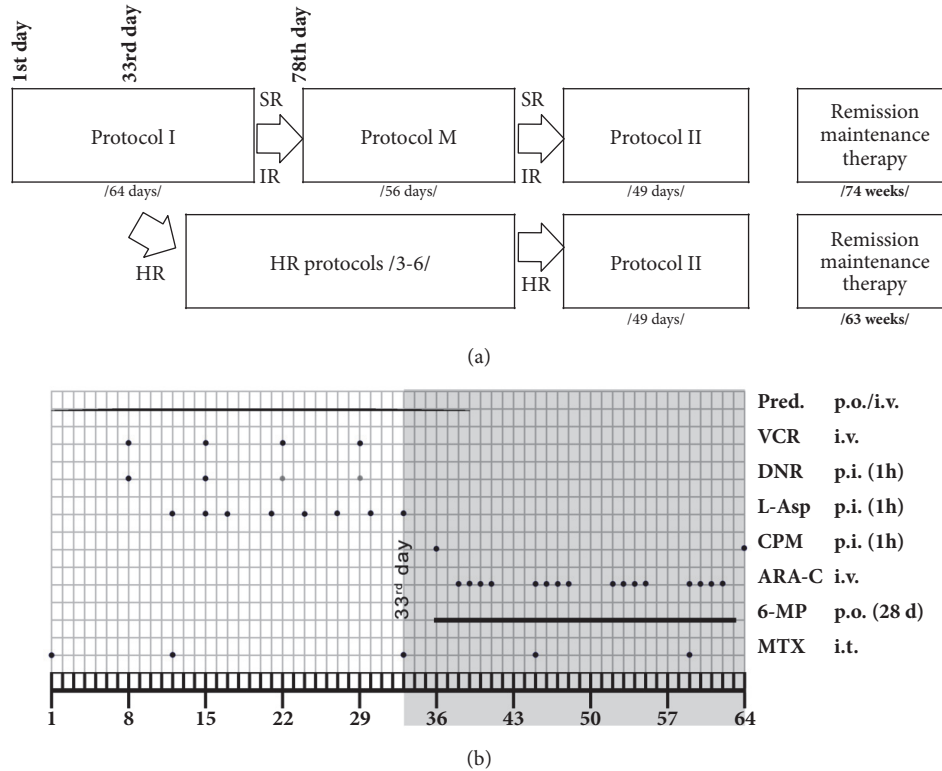 1st day
33rd day
78th day
Protocol I
SR
IR
Protocol M
SR
IR
Protocol II
Remission
maintenance
therapy
/64 days/
/56 days/
/49 days/
/74 weeks/
HR
HR protocols /3-6/
HR
Protocol II
Remission
maintenance
therapy
/49 days/
/63 weeks/
(a)
Pred. p.o./i.v.
VCR i.v.
DNR p.i. (1h)
L-Asp p.i. (1h)
CPM p.i. (1h)
ARA-C i.v.
6-MP p.o. (28 d)
MTX i.t.
33rd day
1 8 15 22 29 36 43 50 57 64
(b)